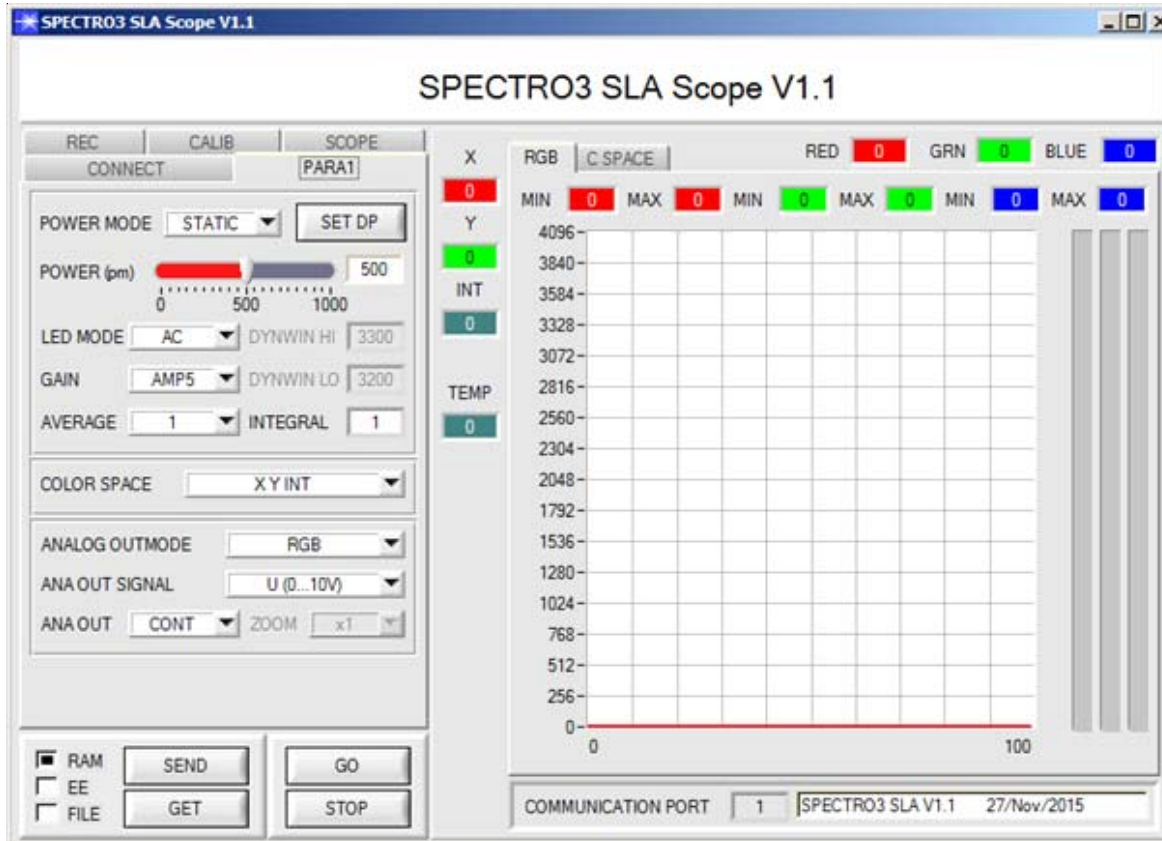 SPECTRO3 SLA Scope V1.1
SPECTRO3 SLA Scope V1.1
REC CALIB SCOPE
CONNECT PARA1
POWER MODE STATIC SET DP
POWER (pm) 500
0 500 1000
LED MODE AC DYNWIN HI 3300
GAIN AMP5 DYNWIN LO 3200
AVERAGE 1 INTEGRAL 1
COLOR SPACE X Y INT
ANALOG OUTMODE RGB
ANA OUT SIGNAL U (0...10V)
ANA OUT CONT ZOOM x1
RAM SEND GO
EE
FILE GET STOP
X
0
Y
0
INT
0
TEMP
0
RGB C SPACE RED 0 GRN 0 BLUE 0
MIN 0 MAX 0 MIN 0 MAX 0 MIN 0 MAX 0
4096
3840
3584
3328
3072
2816
2560
2304
2048
1792
1536
1280
1024
768
512
256
0
0 100
COMMUNICATION PORT 1 SPECTRO3 SLA V1.1 27/Nov/2015